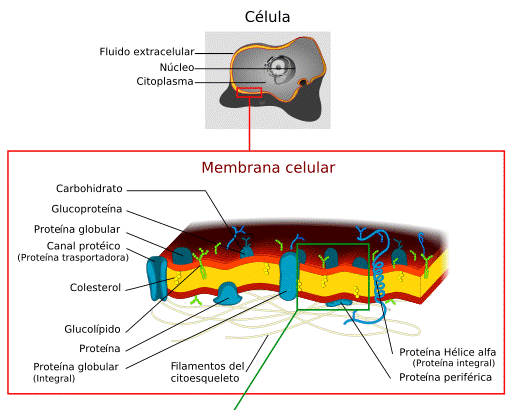 Célula
Fluido extracelular
Núcleo
Citoplasma
Membrana celular
Carbohidrato
Glucoproteína
Proteína globular
Canal protéico
(Proteína trasportadora)
Colesterol
Glucolípido
Proteína
Proteína globular
(Integral)
Filamentos del
citoesqueleto
Proteína Hélice alfa
(Proteína integral)
Proteína periférica